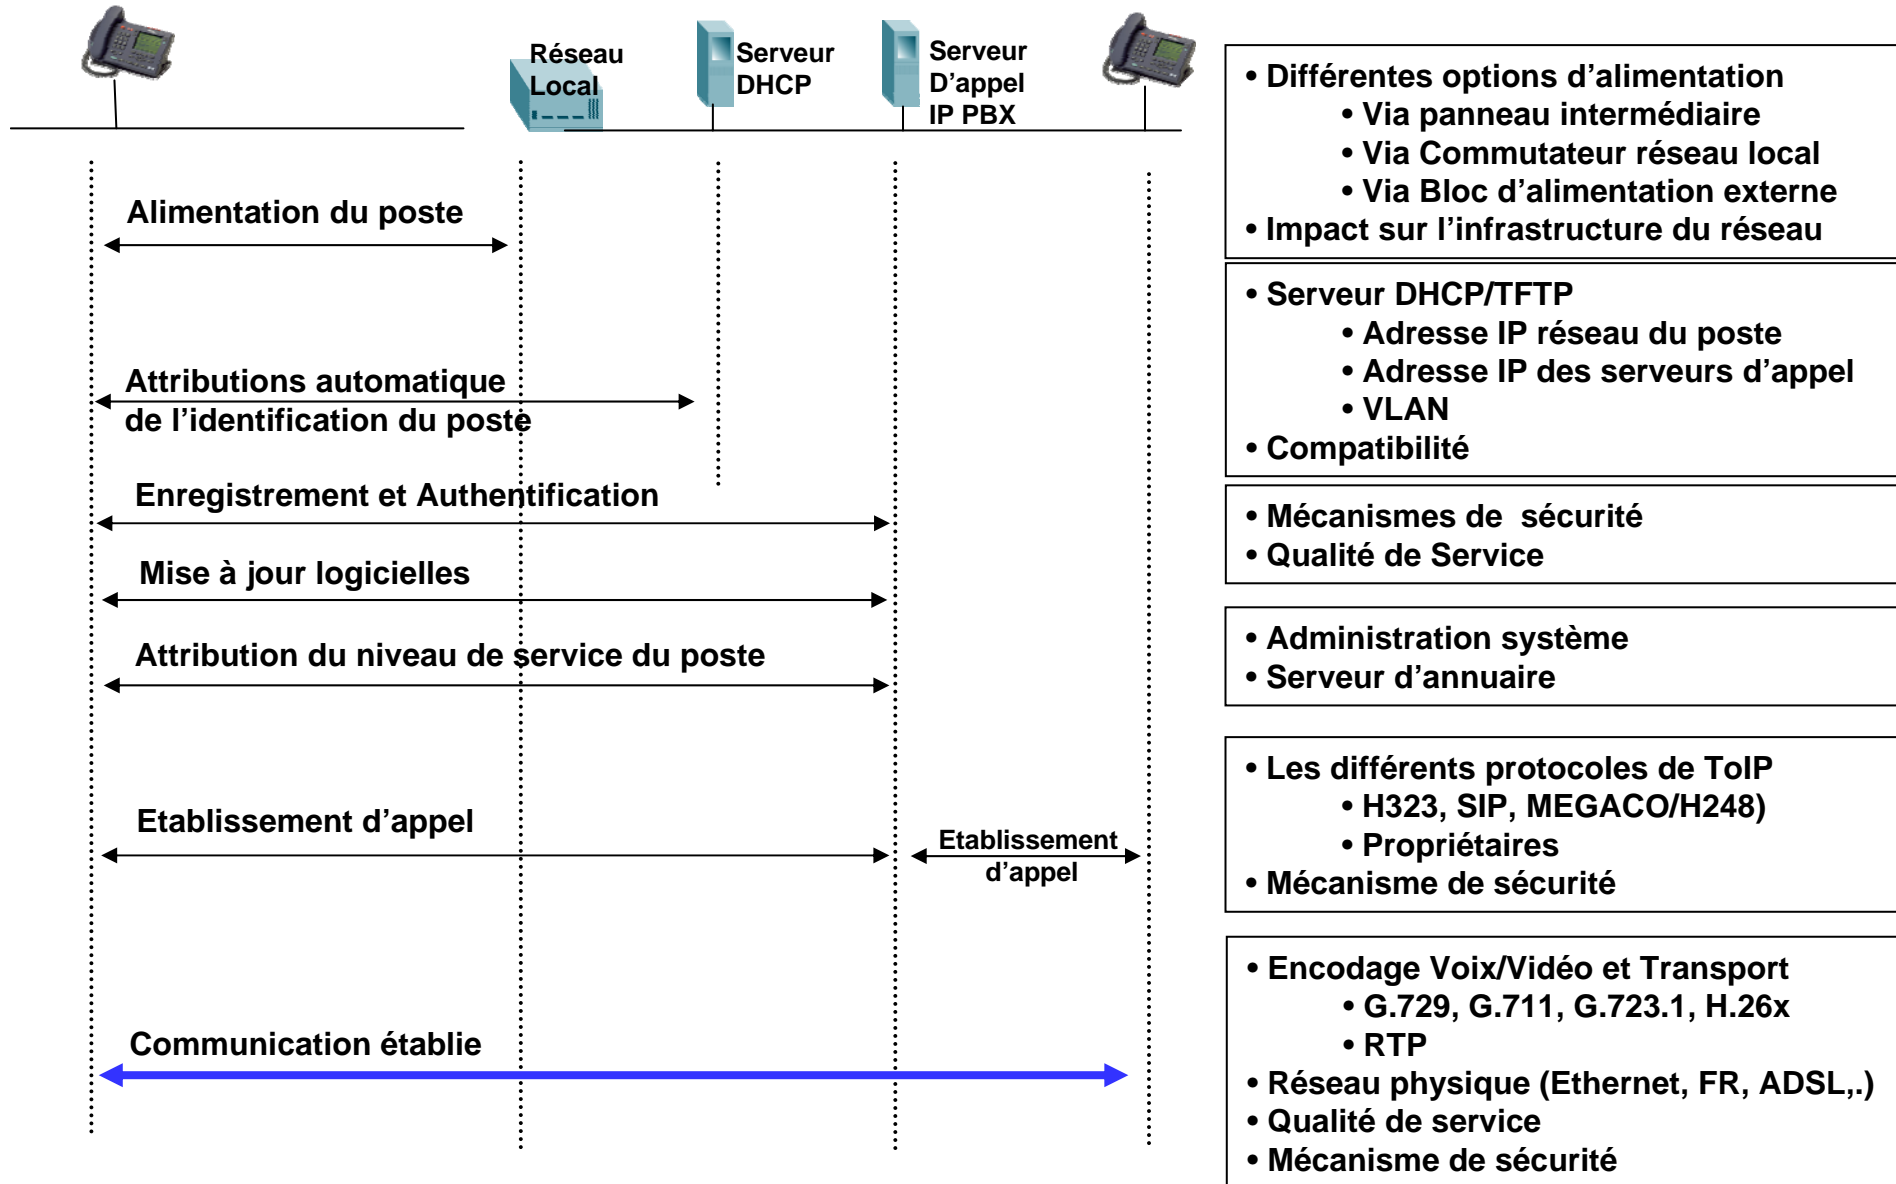 Réseau
Local
Serveur
DHCP
Serveur
D'appel
IP PBX
Alimentation du poste
Attributions automatique
de l'identification du poste
Enregistrement et Authentification
Mise à jour logicielles
Attribution du niveau de service du poste
Etablissement d'appel
Etablissement
d'appel
Communication établie
• Différentes options d'alimentation
• Via panneau intermédiaire
• Via Commutateur réseau local
• Via Bloc d'alimentation externe
• Impact sur l'infrastructure du réseau
• Serveur DHCP/TFTP
• Adresse IP réseau du poste
• Adresse IP des serveurs d'appel
• VLAN
• Compatibilité
• Mécanismes de  sécurité
• Qualité de Service
• Administration système
• Serveur d'annuaire
• Les différents protocoles de ToIP
• H323, SIP, MEGACO/H248)
• Propriétaires
• Mécanisme de sécurité
• Encodage Voix/Vidéo et Transport
• G.729, G.711, G.723.1, H.26x
• RTP
• Réseau physique (Ethernet, FR, ADSL,.)
• Qualité de service
• Mécanisme de sécurité